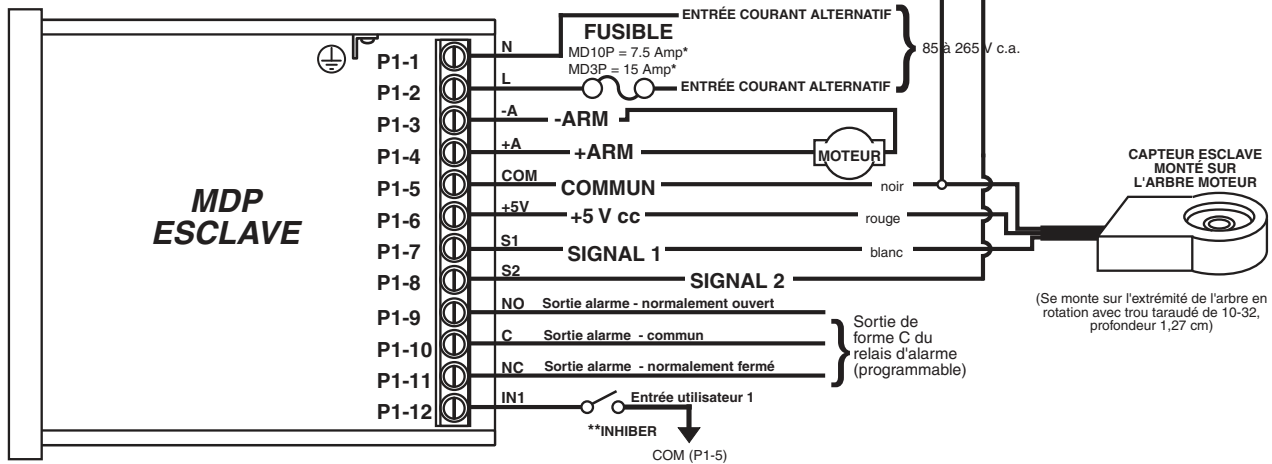 ENTRÉE COURANT ALTERNATIF
FUSIBLE
MD10P = 7.5 Amp*
MD3P = 15 Amp*
85 à 265 V c.a.
ENTRÉE COURANT ALTERNATIF
MDP
ESCLAVE
P1-1 N
P1-2 L
P1-3 -A -ARM
P1-4 +A +ARM MOTEUR
P1-5 COM COMMUN noir
P1-6 +5V +5 V cc rouge
P1-7 S1 SIGNAL 1 blanc
P1-8 S2 SIGNAL 2
P1-9 NO Sortie alarme - normalement ouvert
P1-10 C Sortie alarme - commun
P1-11 NC Sortie alarme - normalement fermé
P1-12 IN1 Entrée utilisateur 1
**INHIBER
COM (P1-5)
Sortie de
forme C du
relais d'alarme
(programmable)
CAPTEUR ESCLAVE
MONTÉ SUR
L'ARBRE MOTEUR
(Se monte sur l'extrémité de l'arbre en
rotation avec trou taraudé de 10-32,
profondeur 1,27 cm)